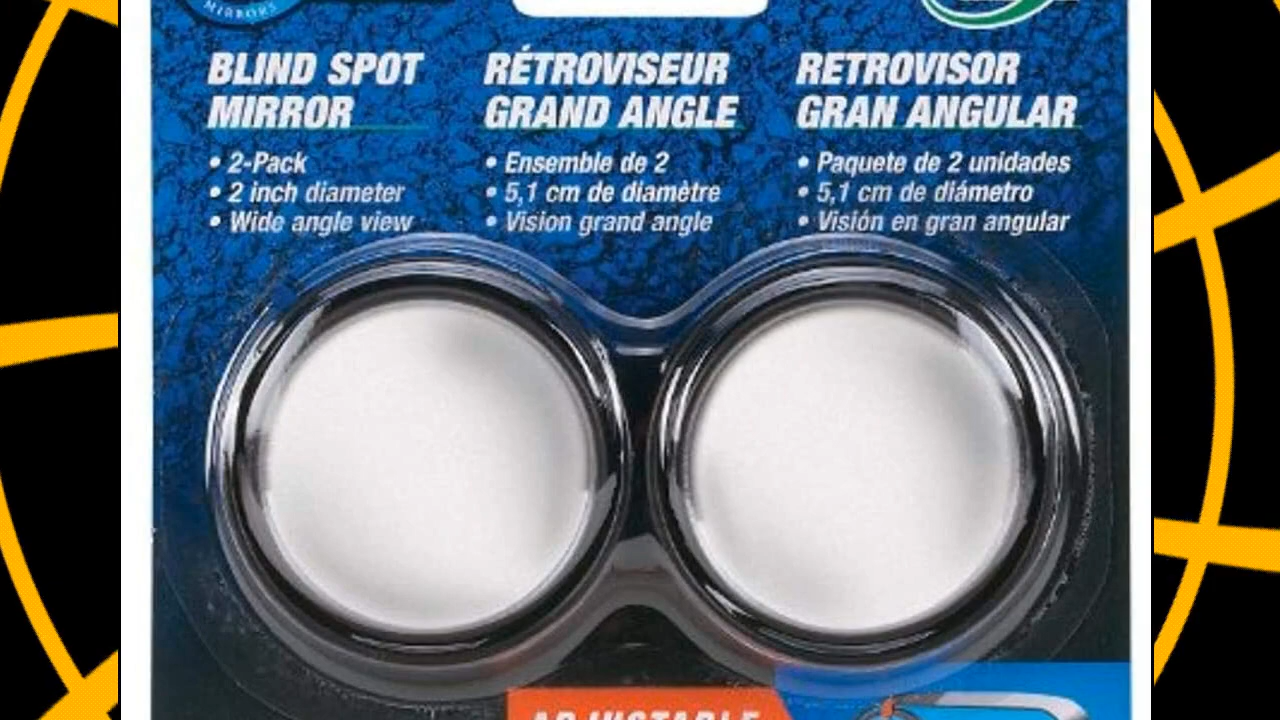 MIRRORS
BLIND SPOT
MIRROR
• 2-Pack
• 2 inch diameter
• Wide angle view
RÉTROVISEUR
GRAND ANGLE
• Ensemble de 2
• 5,1 cm de diamètre
• Vision grand angle
RETROVISOR
GRAN ANGULAR
• Paquete de 2 unidades
• 5,1 cm de diámetro
• Visión en gran angular
ADJUSTABLE